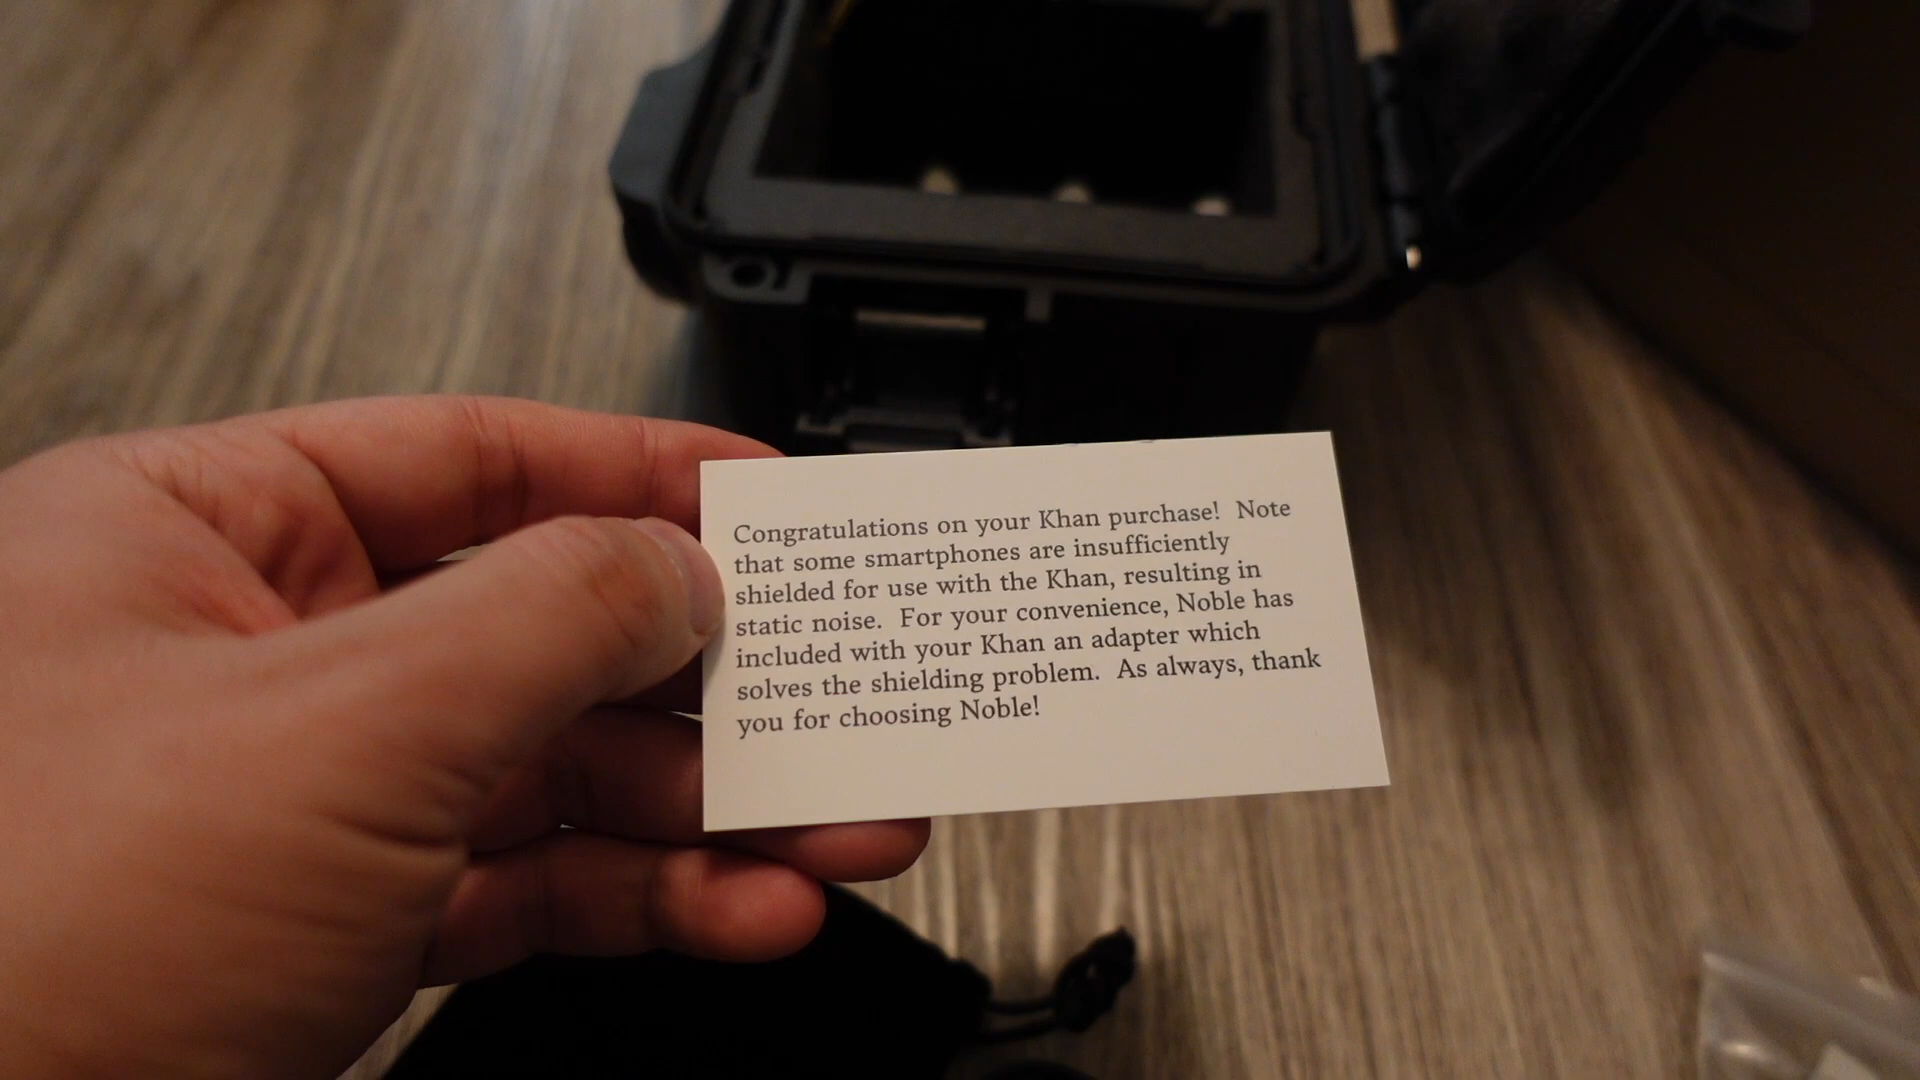 Congratulations on your Khan purchase!  Note
that some smartphones are insufficiently
shielded for use with the Khan, resulting in
static noise.  For your convenience, Noble has
included with your Khan an adapter which
solves the shielding problem.  As always, thank
you for choosing Noble!